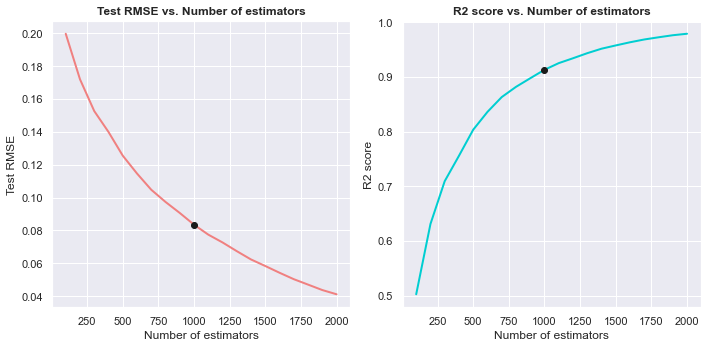 Test RMSE vs. Number of estimators
0.20
0.18
0.16
0.14
0.12
0.10
0.08
0.06
0.04
Test RMSE
250 500 750 1000 1250 1500 1750 2000
Number of estimators
R2 score vs. Number of estimators
1.0
0.9
0.8
0.7
0.6
0.5
R2 score
250 500 750 1000 1250 1500 1750 2000
Number of estimators